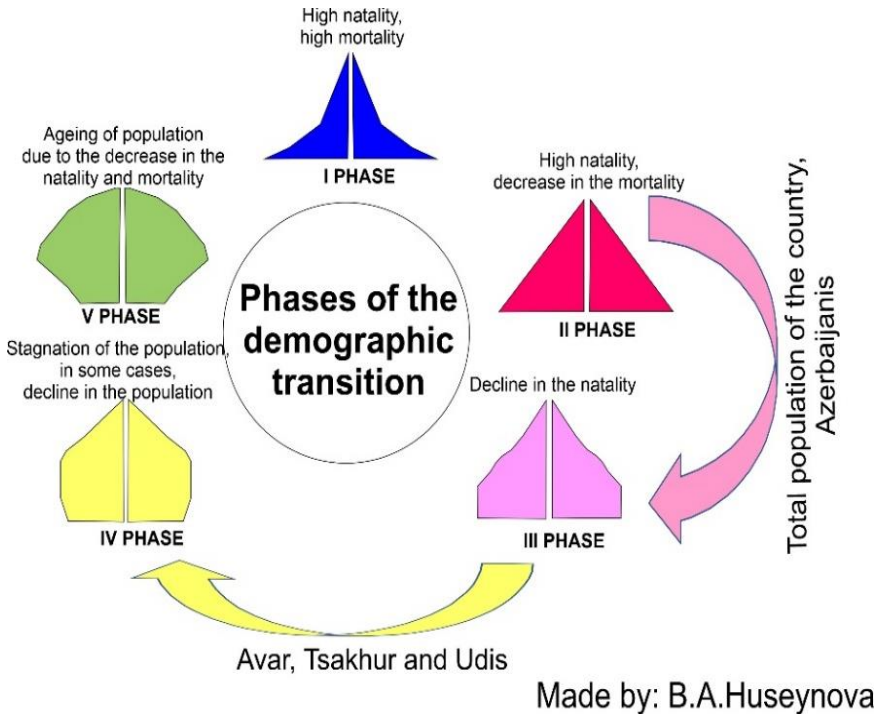 High natality,
high mortality
I PHASE
Ageing of population
due to the decrease in the
natality and mortality
V PHASE
High natality,
decrease in the mortality
II PHASE
Total population of the country,
Azerbaijanis
Phases of the
demographic
transition
Stagnation of the population,
in some cases,
decline in the population
IV PHASE
Decline in the natality
III PHASE
Avar, Tsakhur and Udis
Made by: B.A.Huseynova